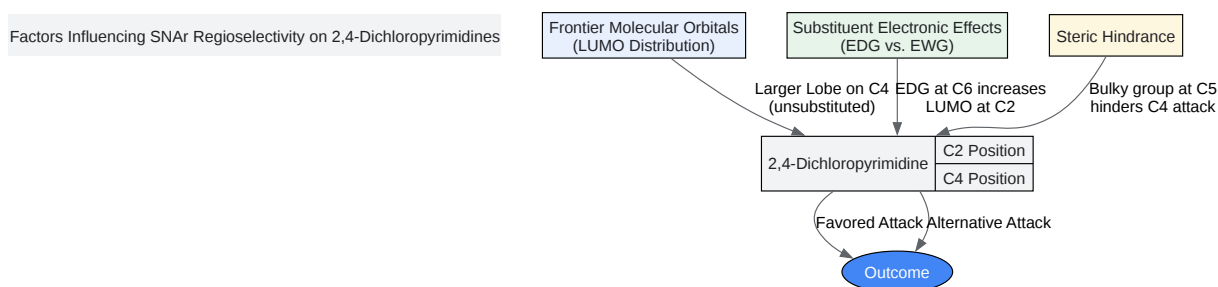 Factors Influencing SNAr Regioselectivity on 2,4-Dichloropyrimidines
Frontier Molecular Orbitals
(LUMO Distribution)
Substituent Electronic Effects
(EDG vs. EWG)
Steric Hindrance
Larger Lobe on C4
(unsubstituted)
EDG at C6 increases
LUMO at C2
Bulky group at C5
hinders C4 attack
2,4-Dichloropyrimidine
C2 Position
C4 Position
Favored Attack
Alternative Attack
Outcome